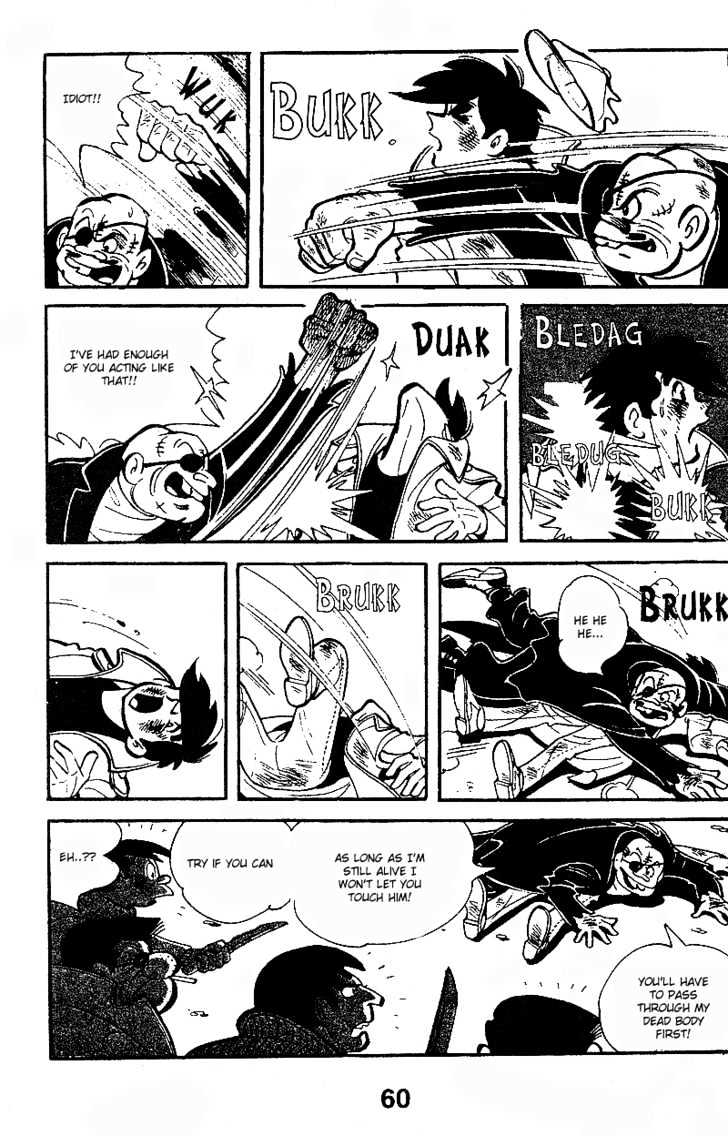 IDIOT!!
WUK
BUKK
I'VE HAD ENOUGH
OF YOU ACTING LIKE
THAT!!
DUAK
BLEDAG
BLEDUG
BUKK
BRUKK
HE HE
HE...
BRUKK
EH..??
TRY IF YOU CAN
AS LONG AS I'M
STILL ALIVE I
WON'T LET YOU
TOUCH HIM!
YOU'LL HAVE
TO PASS
THROUGH MY
DEAD BODY
FIRST!
60